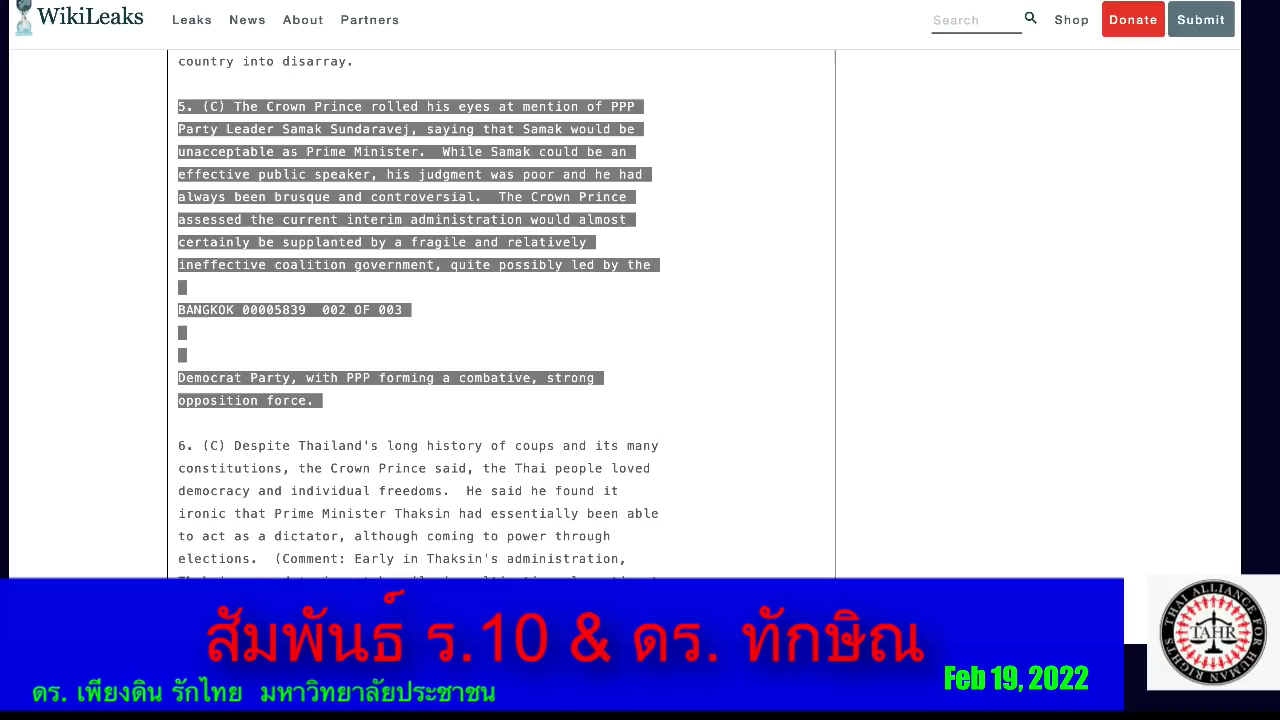 WikiLeaks
Leaks News About Partners
Search
Shop
Donate
Submit
country into disarray.
5. (C) The Crown Prince rolled his eyes at mention of PPP
Party Leader Samak Sundaravej, saying that Samak would be
unacceptable as Prime Minister.  While Samak could be an
effective public speaker, his judgment was poor and he had
always been brusque and controversial.  The Crown Prince
assessed the current interim administration would almost
certainly be supplanted by a fragile and relatively
ineffective coalition government, quite possibly led by the
BANGKOK 00005839  002 OF 003
Democrat Party, with PPP forming a combative, strong
opposition force.
6. (C) Despite Thailand's long history of coups and its many
constitutions, the Crown Prince said, the Thai people loved
democracy and individual freedoms.  He said he found it
ironic that Prime Minister Thaksin had essentially been able
to act as a dictator, although coming to power through
elections.  (Comment: Early in Thaksin's administration,
สัมพันธ์ ร.10 & ดร. ทักษิณ
ดร. เพียงดิน รักไทย มหาวิทยาลัยประชาชน
Feb 19, 2022
THAI ALLIANCE FOR HUMAN RIGHTS
TAHR